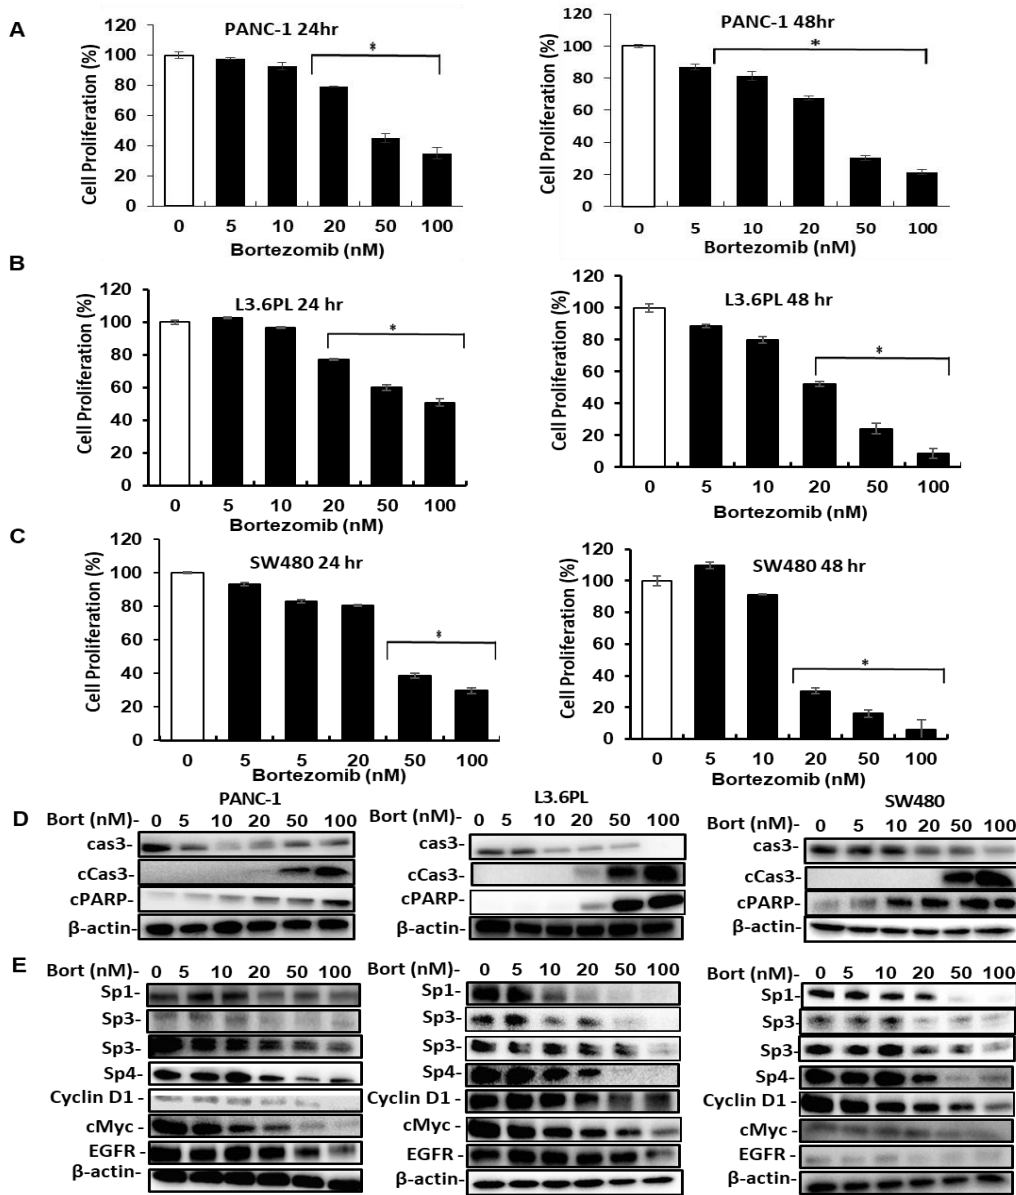 A
PANC-1 24hr
*
Cell Proliferation (%)
120
100
80
60
40
20
0
0 5 10 20 50 100
Bortezomib (nM)
PANC-1 48hr
*
Cell Proliferation (%)
120
100
80
60
40
20
0
0 5 10 20 50 100
Bortezomib (nM)
B
L3.6PL 24 hr
*
Cell Proliferation (%)
120
100
80
60
40
20
0
0 5 10 20 50 100
Bortezomib (nM)
L3.6PL 48 hr
*
Cell Proliferation (%)
120
100
80
60
40
20
0
0 5 10 20 50 100
Bortezomib (nM)
C
SW480 24 hr
*
Cell Proliferation (%)
120
100
80
60
40
20
0
0 5 5 20 50 100
Bortezomib (nM)
SW480 48 hr
*
Cell Proliferation (%)
120
100
80
60
40
20
0
0 5 10 20 50 100
Bortezomib (nM)
D
PANC-1
Bort (nM)- 0 5 10 20 50 100
cas3-
cCas3-
cPARP-
β-actin-
L3.6PL
Bort (nM)- 0 5 10 20 50 100
cas3-
cCas3-
cPARP-
β-actin-
SW480
Bort (nM)- 0 5 10 20 50 100
cas3-
cCas3-
cPARP-
β-actin-
E
Bort (nM)- 0 5 10 20 50 100
Sp1-
Sp3-
Sp3-
Sp4-
Cyclin D1-
cMyc -
EGFR -
β-actin-
Bort (nM)- 0 5 10 20 50 100
Sp1-
Sp3-
Sp3-
Sp4-
Cyclin D1-
cMyc -
EGFR -
β-actin-
Bort (nM)- 0 5 10 20 50 100
Sp1-
Sp3-
Sp3-
Sp4-
Cyclin D1-
cMyc -
EGFR -
β-actin-